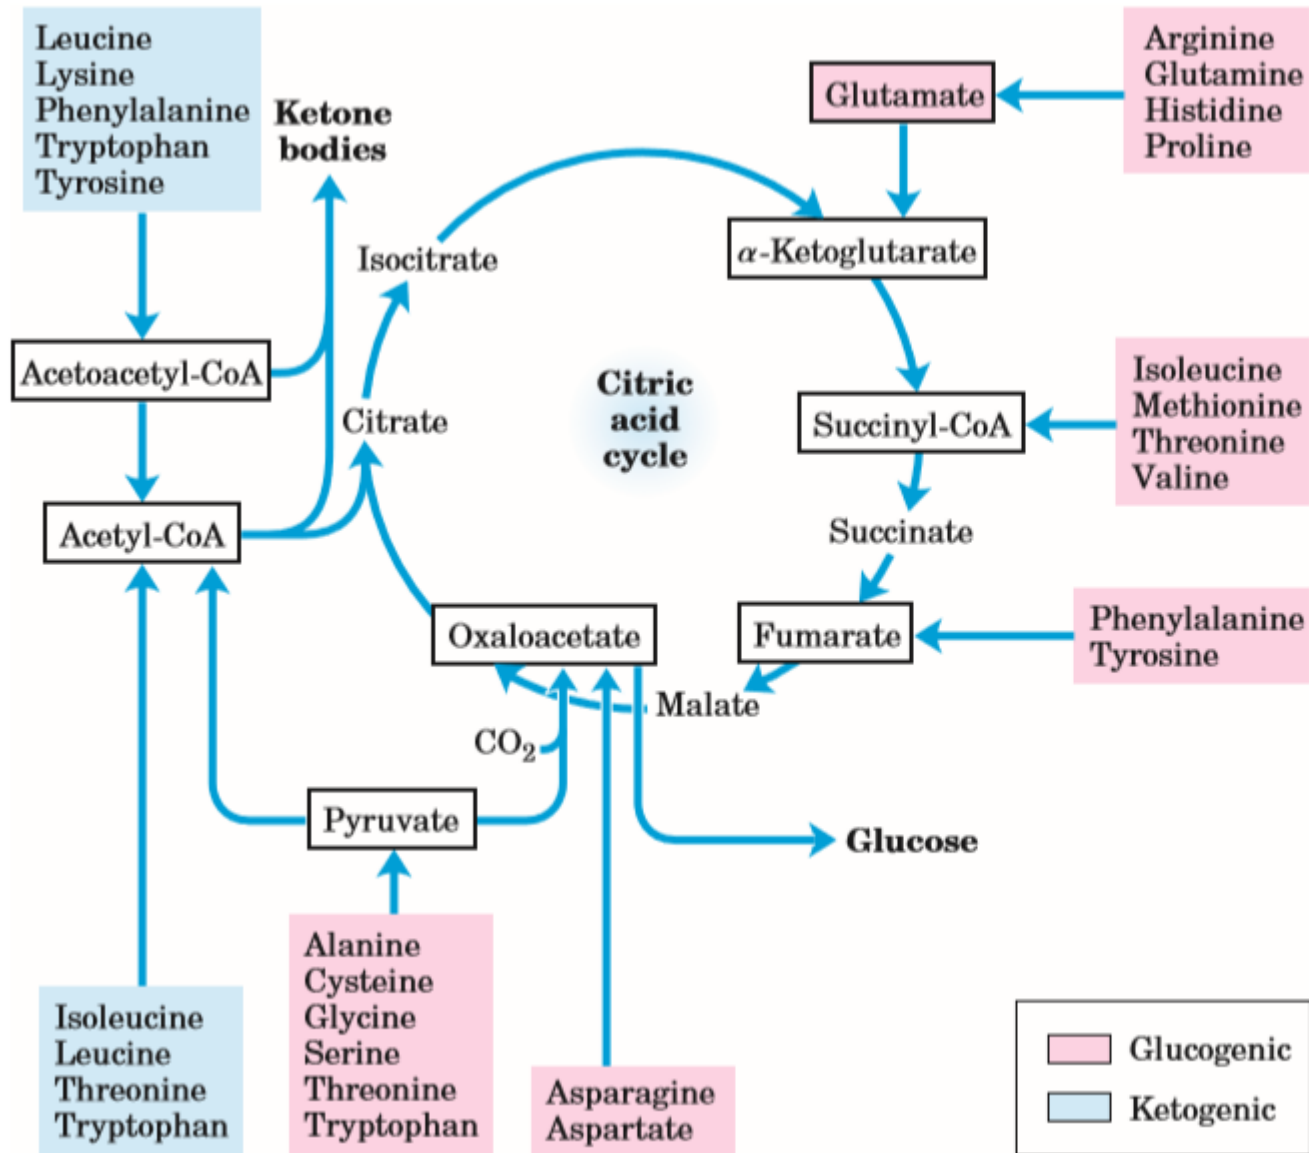 Leucine
Lysine
Phenylalanine
Tryptophan
Tyrosine
Ketone
bodies
Glutamate
Arginine
Glutamine
Histidine
Proline
Isocitrate
α-Ketoglutarate
Acetoacetyl-CoA
Citrate
Citric
acid
cycle
Succinyl-CoA
Isoleucine
Methionine
Threonine
Valine
Acetyl-CoA
Succinate
Oxaloacetate
Fumarate
Phenylalanine
Tyrosine
Malate
CO₂
Pyruvate
Glucose
Isoleucine
Leucine
Threonine
Tryptophan
Alanine
Cysteine
Glycine
Serine
Threonine
Tryptophan
Asparagine
Aspartate
Glucogenic
Ketogenic